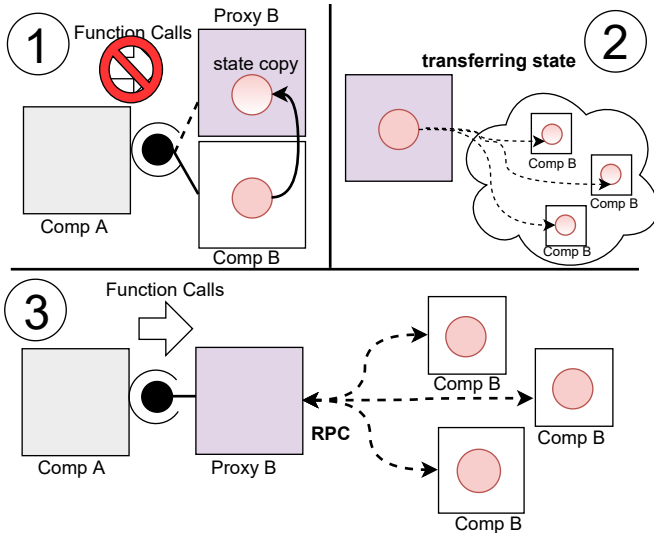 1
Function Calls
Proxy B
state copy
Comp A
Comp B
2
transferring state
Comp B
Comp B
Comp B
3
Function Calls
Comp A
Proxy B
RPC
Comp B
Comp B
Comp B